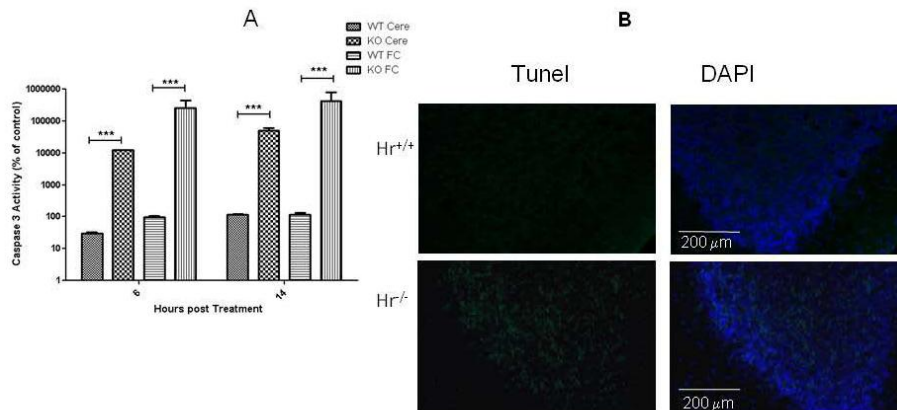 A
WT Cere
KO Cere
WT FC
KO FC
1000000
100000
10000
1000
100
10
1
***
***
***
***
Caspase 3 Activity (% of control)
6
14
Hours post Treatment
B
Tunel
DAPI
Hr+/+
200 μm
Hr-/-
200 μm